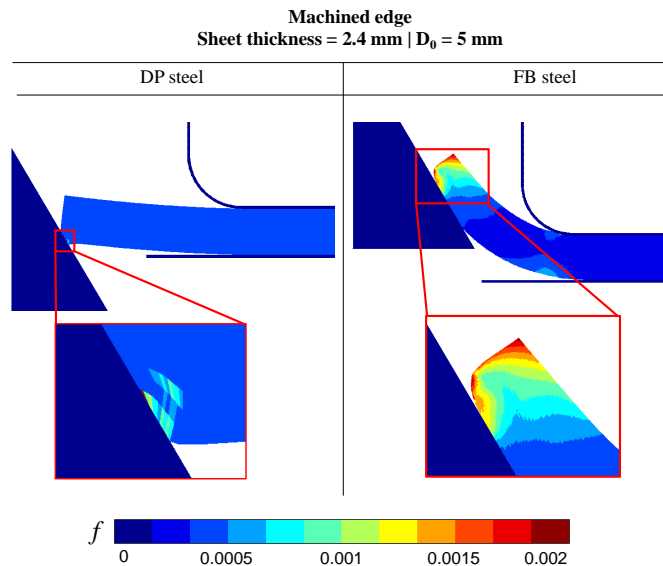 Machined edge
Sheet thickness = 2.4 mm | D₀ = 5 mm
DP steel
FB steel
f
0 0.0005 0.001 0.0015 0.002